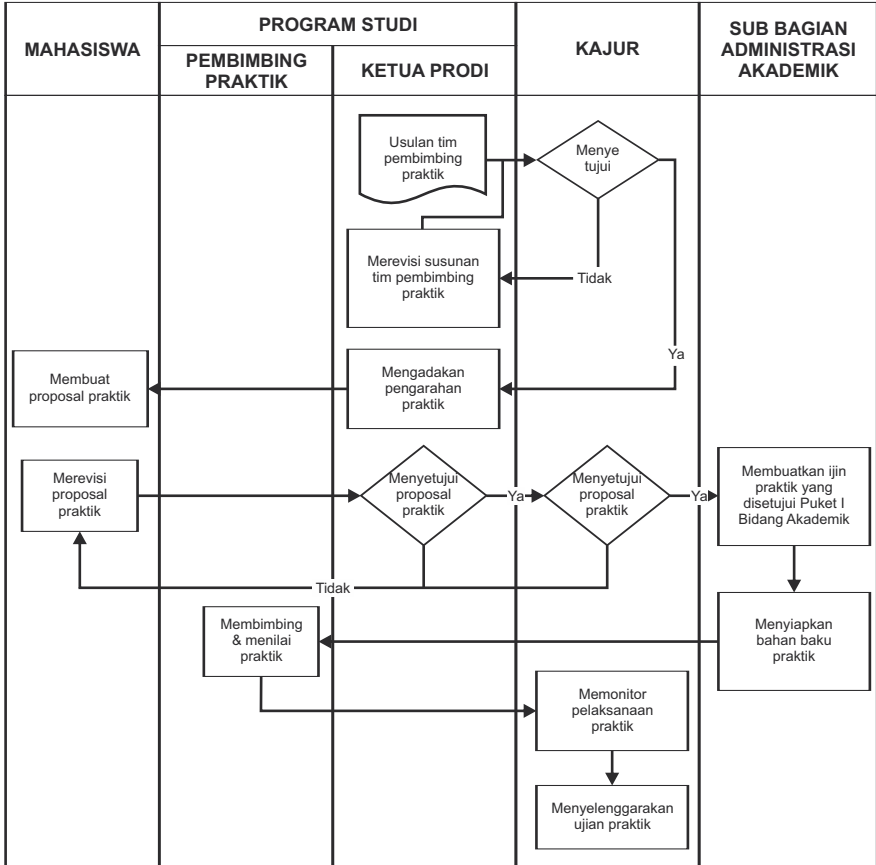 MAHASISWA
PROGRAM STUDI
PEMBIMBING
PRAKTIK
KETUA PRODI
KAJUR
SUB BAGIAN
ADMINISTRASI
AKADEMIK
Usulan tim
pembimbing
praktik
Menye
tujui
Merevisi susunan
tim pembimbing
praktik
Tidak
Ya
Membuat
proposal praktik
Mengadakan
pengarahan
praktik
Merevisi
proposal
praktik
Menyetujui
proposal
praktik
Ya
Menyetujui
proposal
praktik
Ya
Membuatkan ijin
praktik yang
disetujui Puket I
Bidang Akademik
Tidak
Membimbing
& menilai
praktik
Menyiapkan
bahan baku
praktik
Memonitor
pelaksanaan
praktik
Menyelenggarakan
ujian praktik